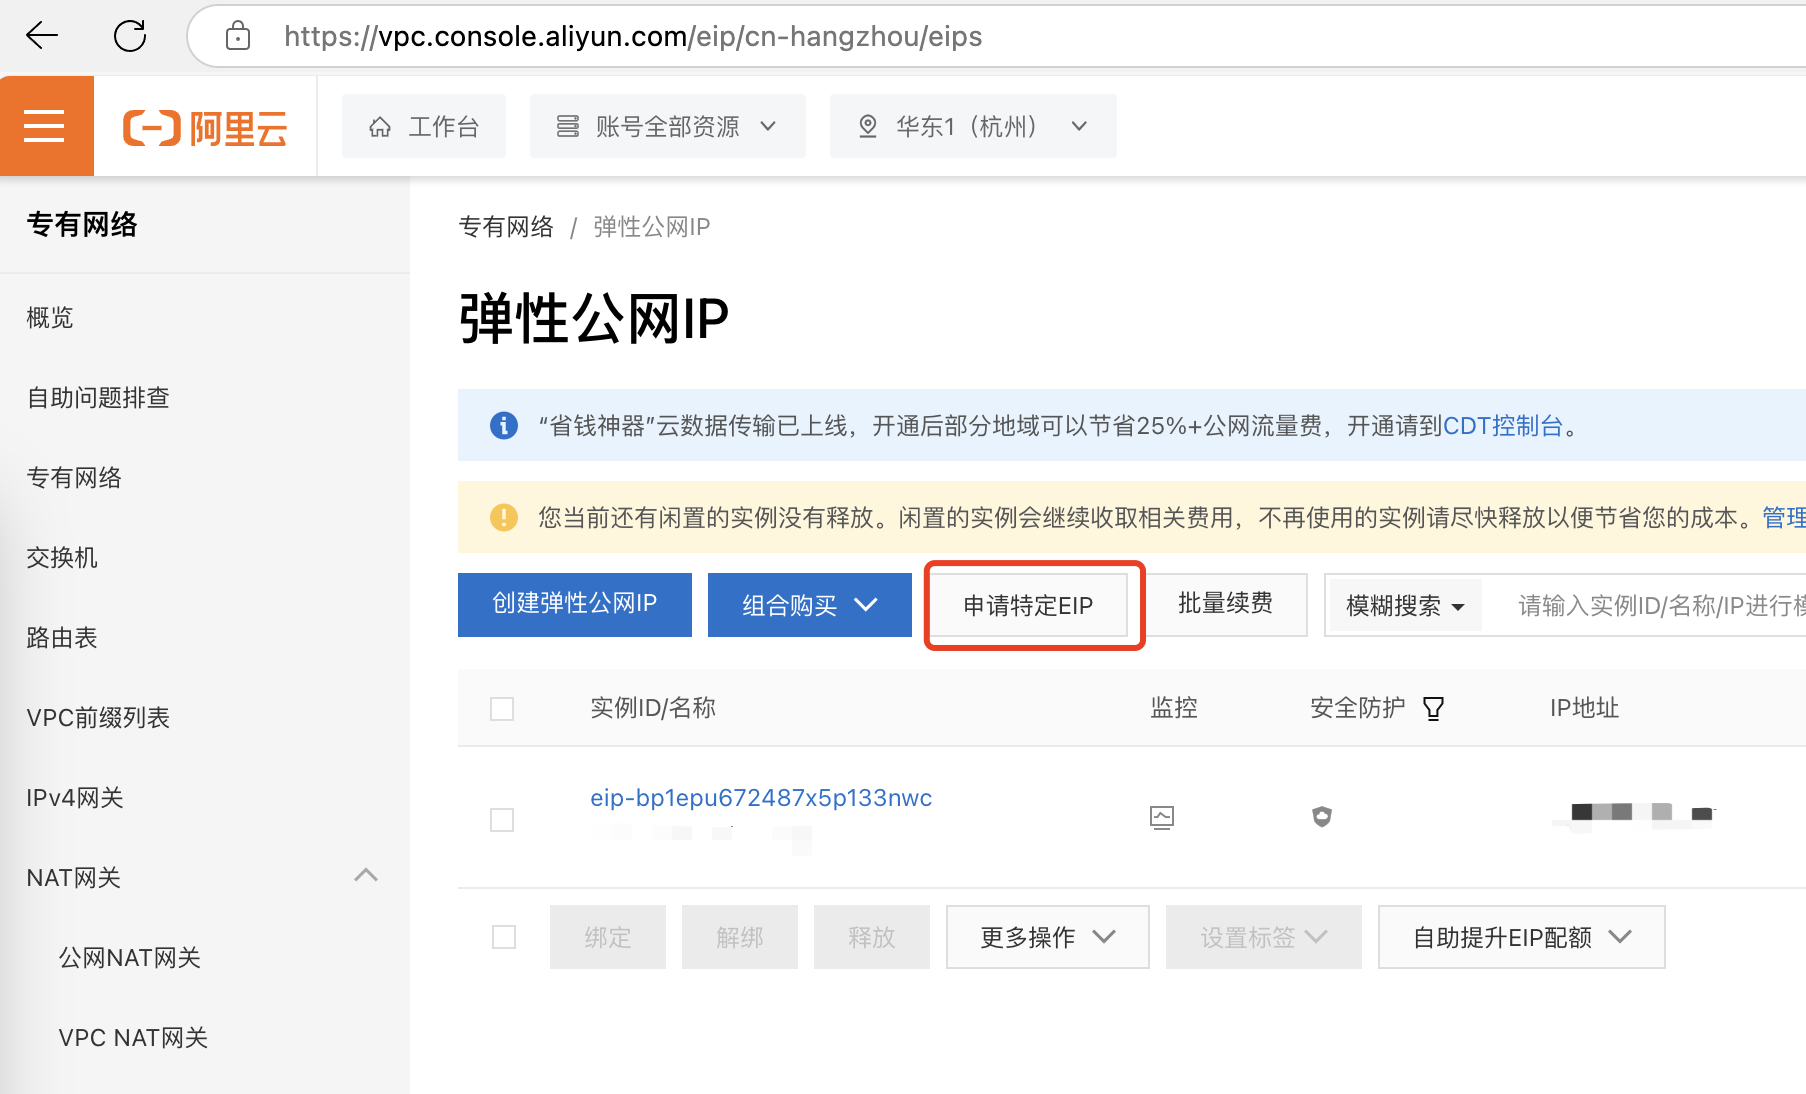 https://vpc.console.aliyun.com/eip/cn-hangzhou/eips
阿里云
工作台
账号全部资源
华东1（杭州）
专有网络
概览
自助问题排查
专有网络
交换机
路由表
VPC前缀列表
IPv4网关
NAT网关
公网NAT网关
VPC NAT网关
专有网络 / 弹性公网IP
弹性公网IP
“省钱神器”云数据传输已上线，开通后部分地域可以节省25%+公网流量费，开通请到CDT控制台。
您当前还有闲置的实例没有释放。闲置的实例会继续收取相关费用，不再使用的实例请尽快释放以便节省您的成本。管理
创建弹性公网IP 组合购买 申请特定EIP 批量续费 模糊搜索 请输入实例ID/名称/IP进行模
实例ID/名称 监控 安全防护 IP地址
eip-bp1epu672487x5p133nwc
绑定 解绑 释放 更多操作 设置标签 自助提升EIP配额